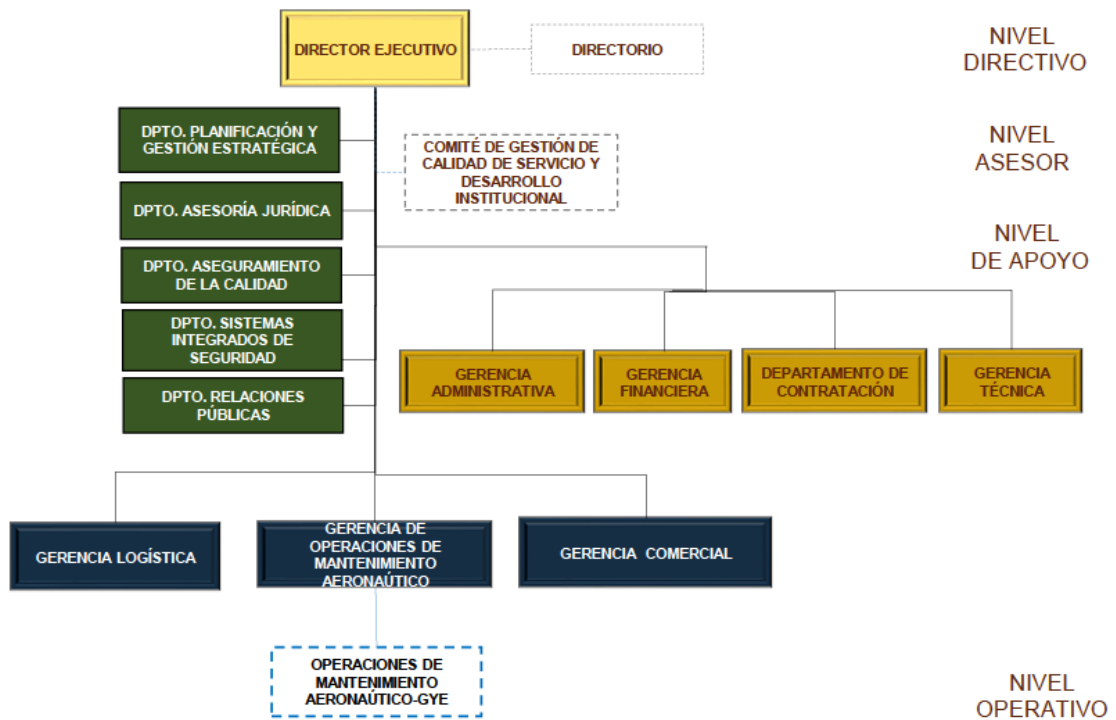 DIRECTOR EJECUTIVO
DIRECTORIO
NIVEL
DIRECTIVO
DPTO. PLANIFICACIÓN Y
GESTIÓN ESTRATÉGICA
COMITÉ DE GESTIÓN DE
CALIDAD DE SERVICIO Y
DESARROLLO
INSTITUCIONAL
NIVEL
ASESOR
DPTO. ASESORÍA JURÍDICA
NIVEL
DE APOYO
DPTO. ASEGURAMIENTO
DE LA CALIDAD
DPTO. SISTEMAS
INTEGRADOS DE
SEGURIDAD
DPTO. RELACIONES
PÚBLICAS
GERENCIA
ADMINISTRATIVA
GERENCIA
FINANCIERA
DEPARTAMENTO DE
CONTRATACIÓN
GERENCIA
TÉCNICA
GERENCIA LOGÍSTICA
GERENCIA DE
OPERACIONES DE
MANTENIMIENTO
AERONAÚTICO
GERENCIA COMERCIAL
OPERACIONES DE
MANTENIMIENTO
AERONAÚTICO-GYE
NIVEL
OPERATIVO